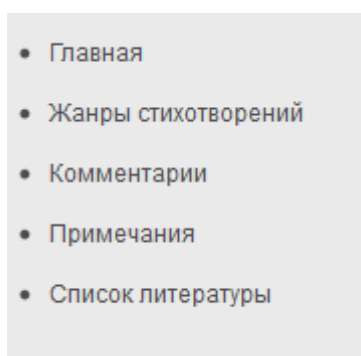 • Главная
• Жанры стихотворений
• Комментарии
• Примечания
• Список литературы